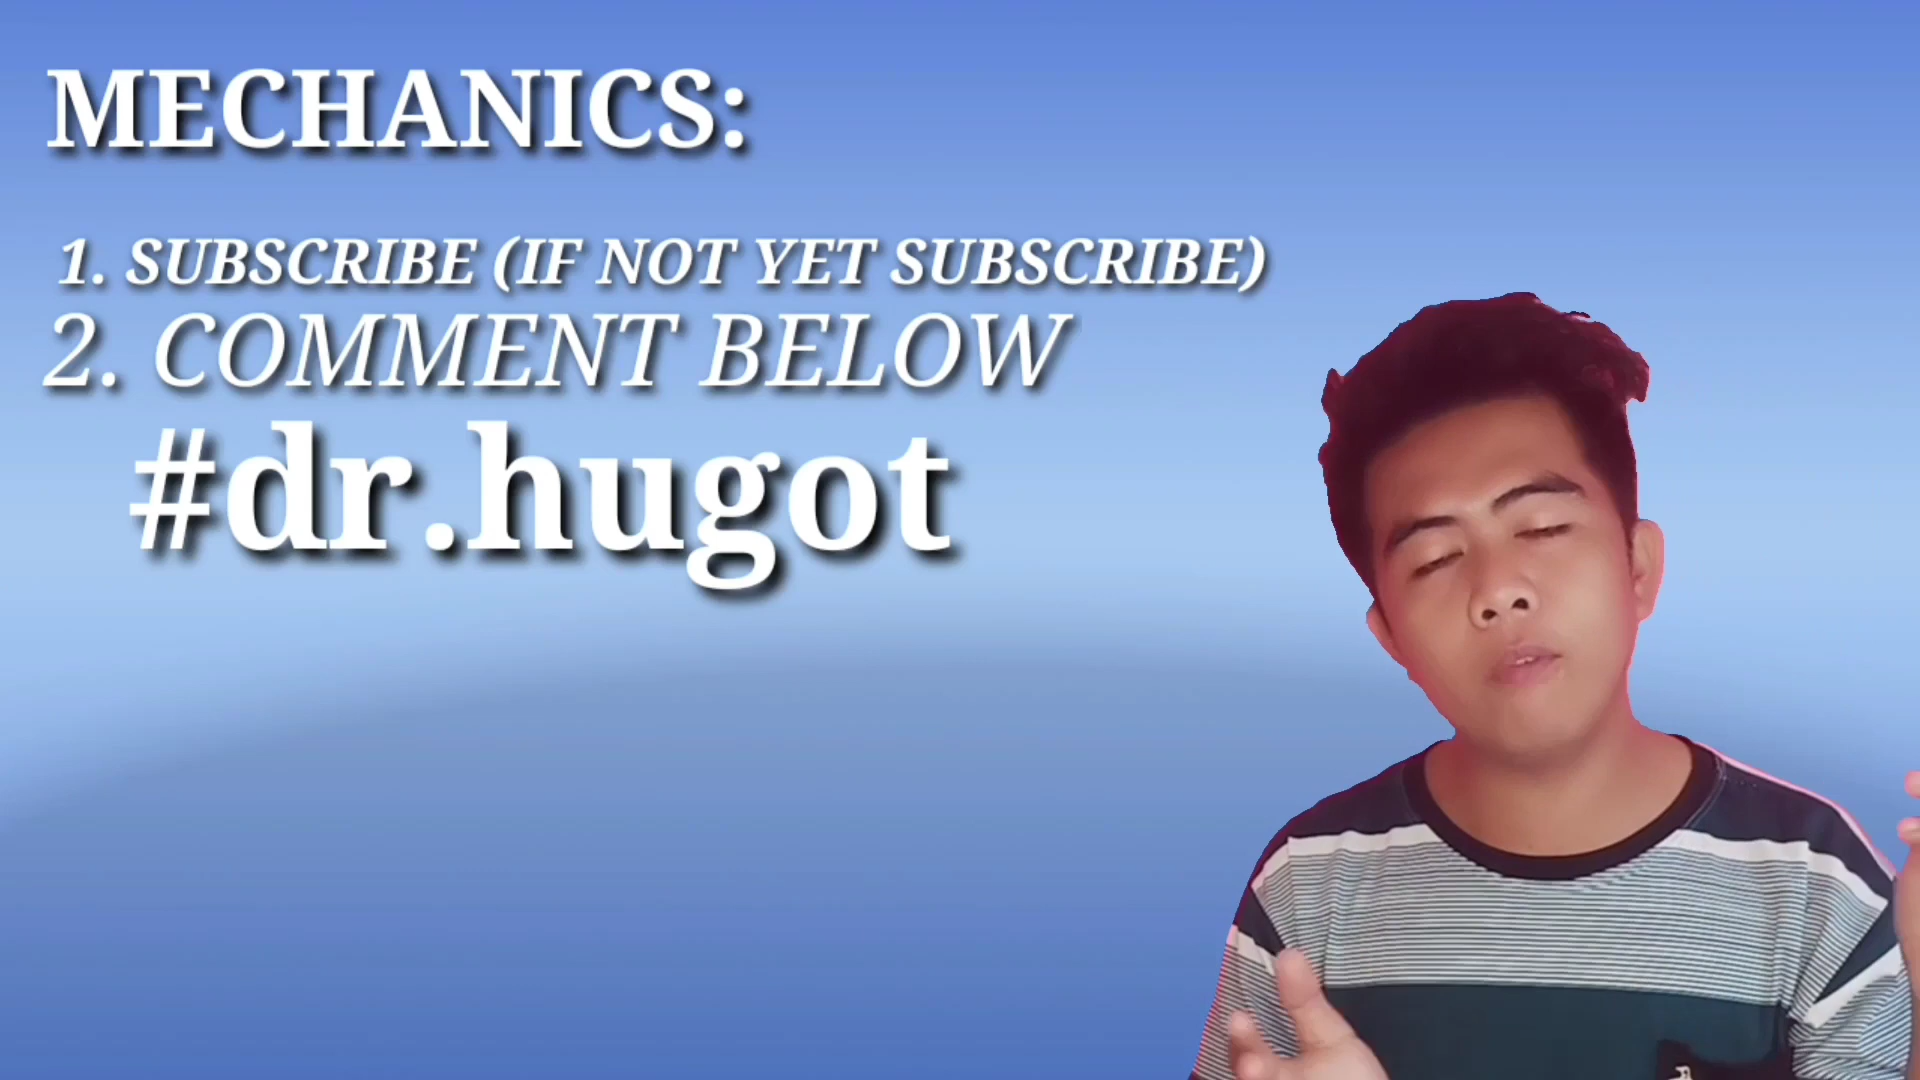 MECHANICS:
1. SUBSCRIBE (IF NOT YET SUBSCRIBE)
2. COMMENT BELOW
#dr.hugot